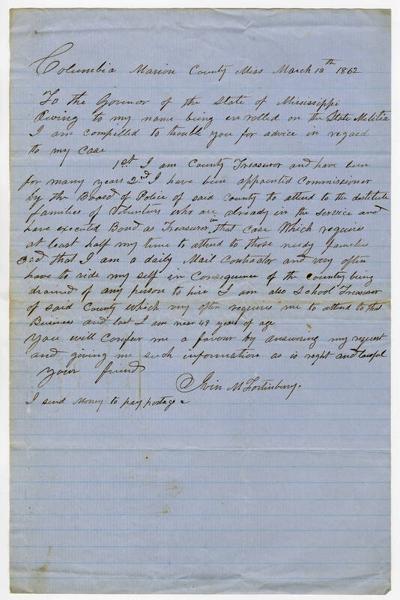 Columbia Marion County Miss March 10th 1862
To the Govnor of the State of Mississippi
Owing to my name being enrolled on the State Militia
I am compelled to trouble you for advice in regard
to my case
1st I am County Treasuror and have been
for many years 2nd I have been appointed Commissioner
by the Board of Police of said County to attend to the destitute
families of Volunteers who are already in the Service and
have executed Bond as Treasuror in that case Which requires
at least half my time to attend to those needy families
3rd that I am a daily Mail Contractor and very often
have to ride my self in Consequence of the country being
drained of any person to hire I am also School Treasuror
of said County which my often requires me to attend to that
Business and last I am near 49 years of age
You will Confer me a favour by answering my request
and giving me such information as is right and lawful
Your friend
M Fortinberry
I send Money to pay postage